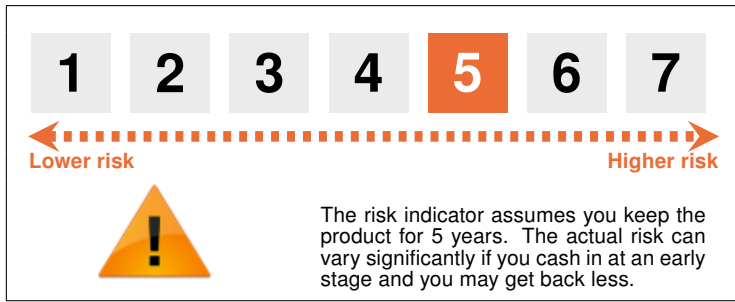 1 2 3 4 5 6 7
Lower risk Higher risk
!
The risk indicator assumes you keep the
product for 5 years. The actual risk can
vary significantly if you cash in at an early
stage and you may get back less.